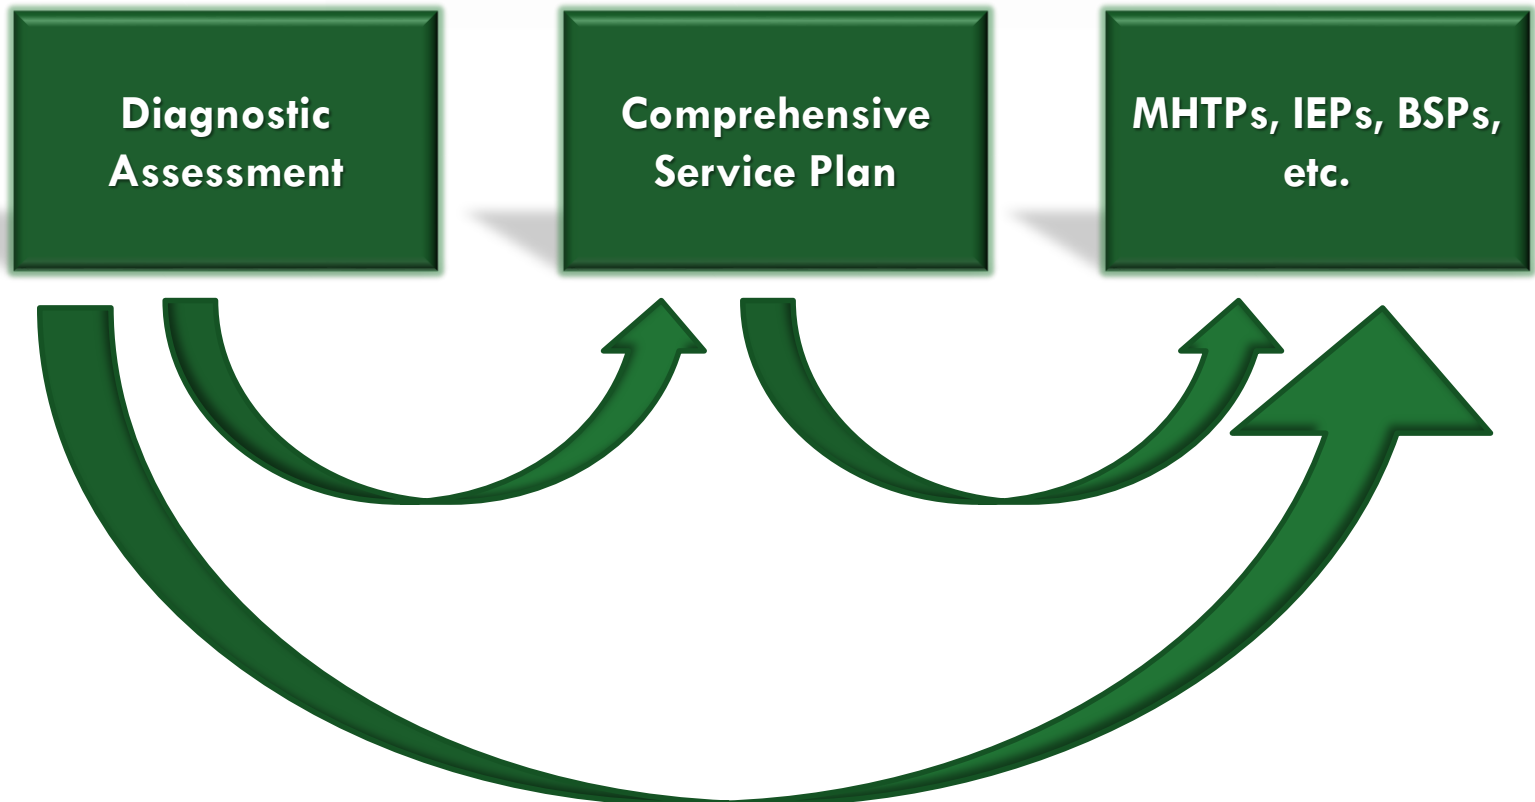 Diagnostic
Assessment
Comprehensive
Service Plan
MHTPs, IEPs, BSPs,
etc.